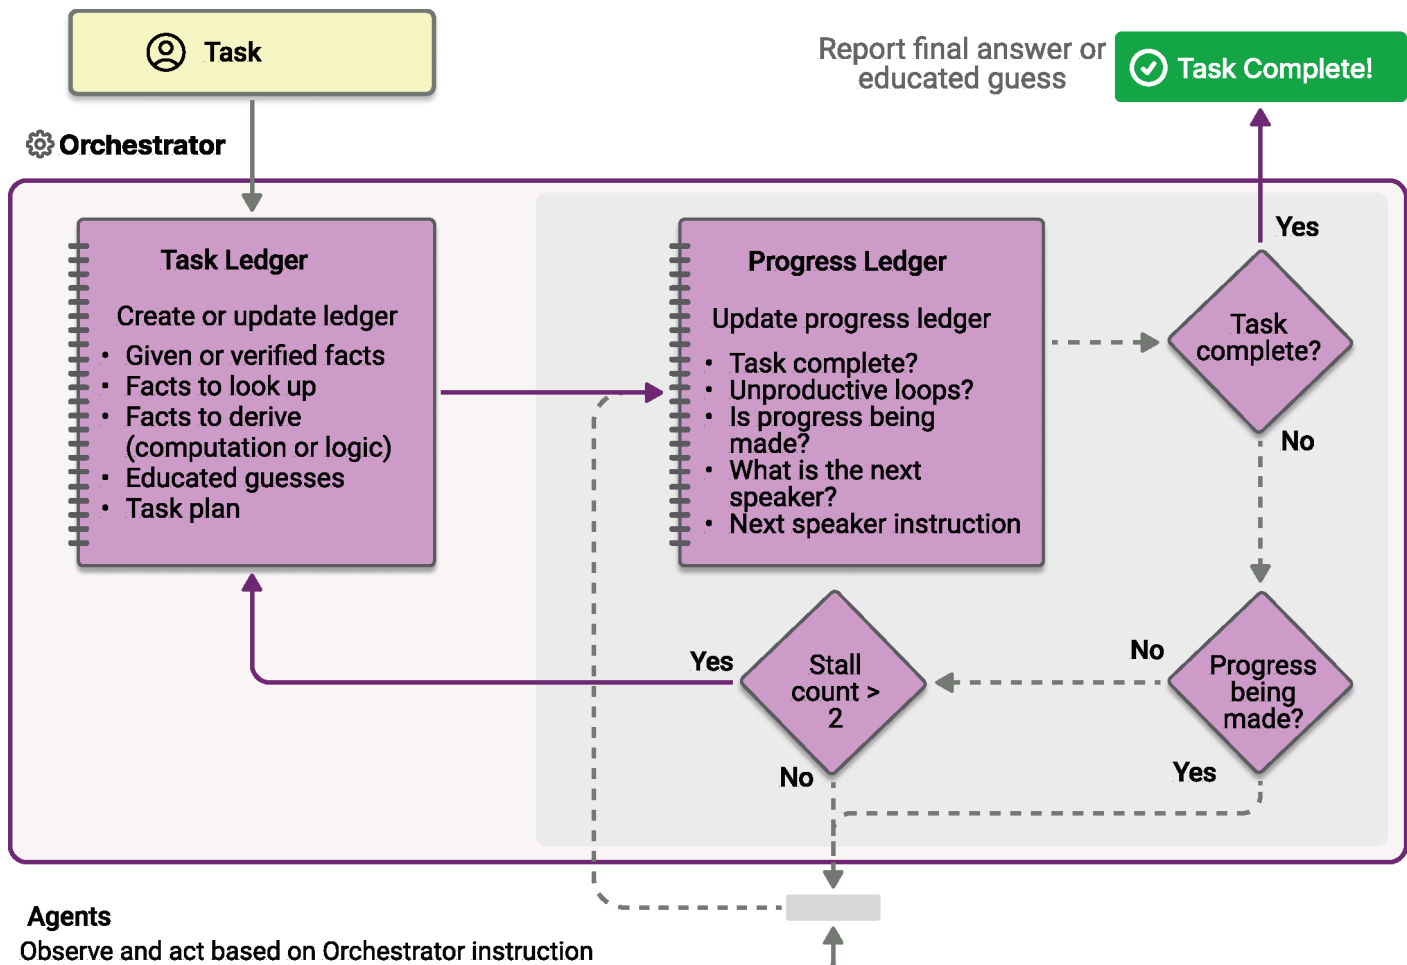 Task
Report final answer or
educated guess
Task Complete!
Orchestrator
Task Ledger
Create or update ledger
• Given or verified facts
• Facts to look up
• Facts to derive
(computation or logic)
• Educated guesses
• Task plan
Progress Ledger
Update progress ledger
• Task complete?
• Unproductive loops?
• Is progress being
made?
• What is the next
speaker?
• Next speaker instruction
Yes
Task
complete?
No
Progress
being
made?
No
Yes
Stall
count >
2
Yes
No
Agents
Observe and act based on Orchestrator instruction